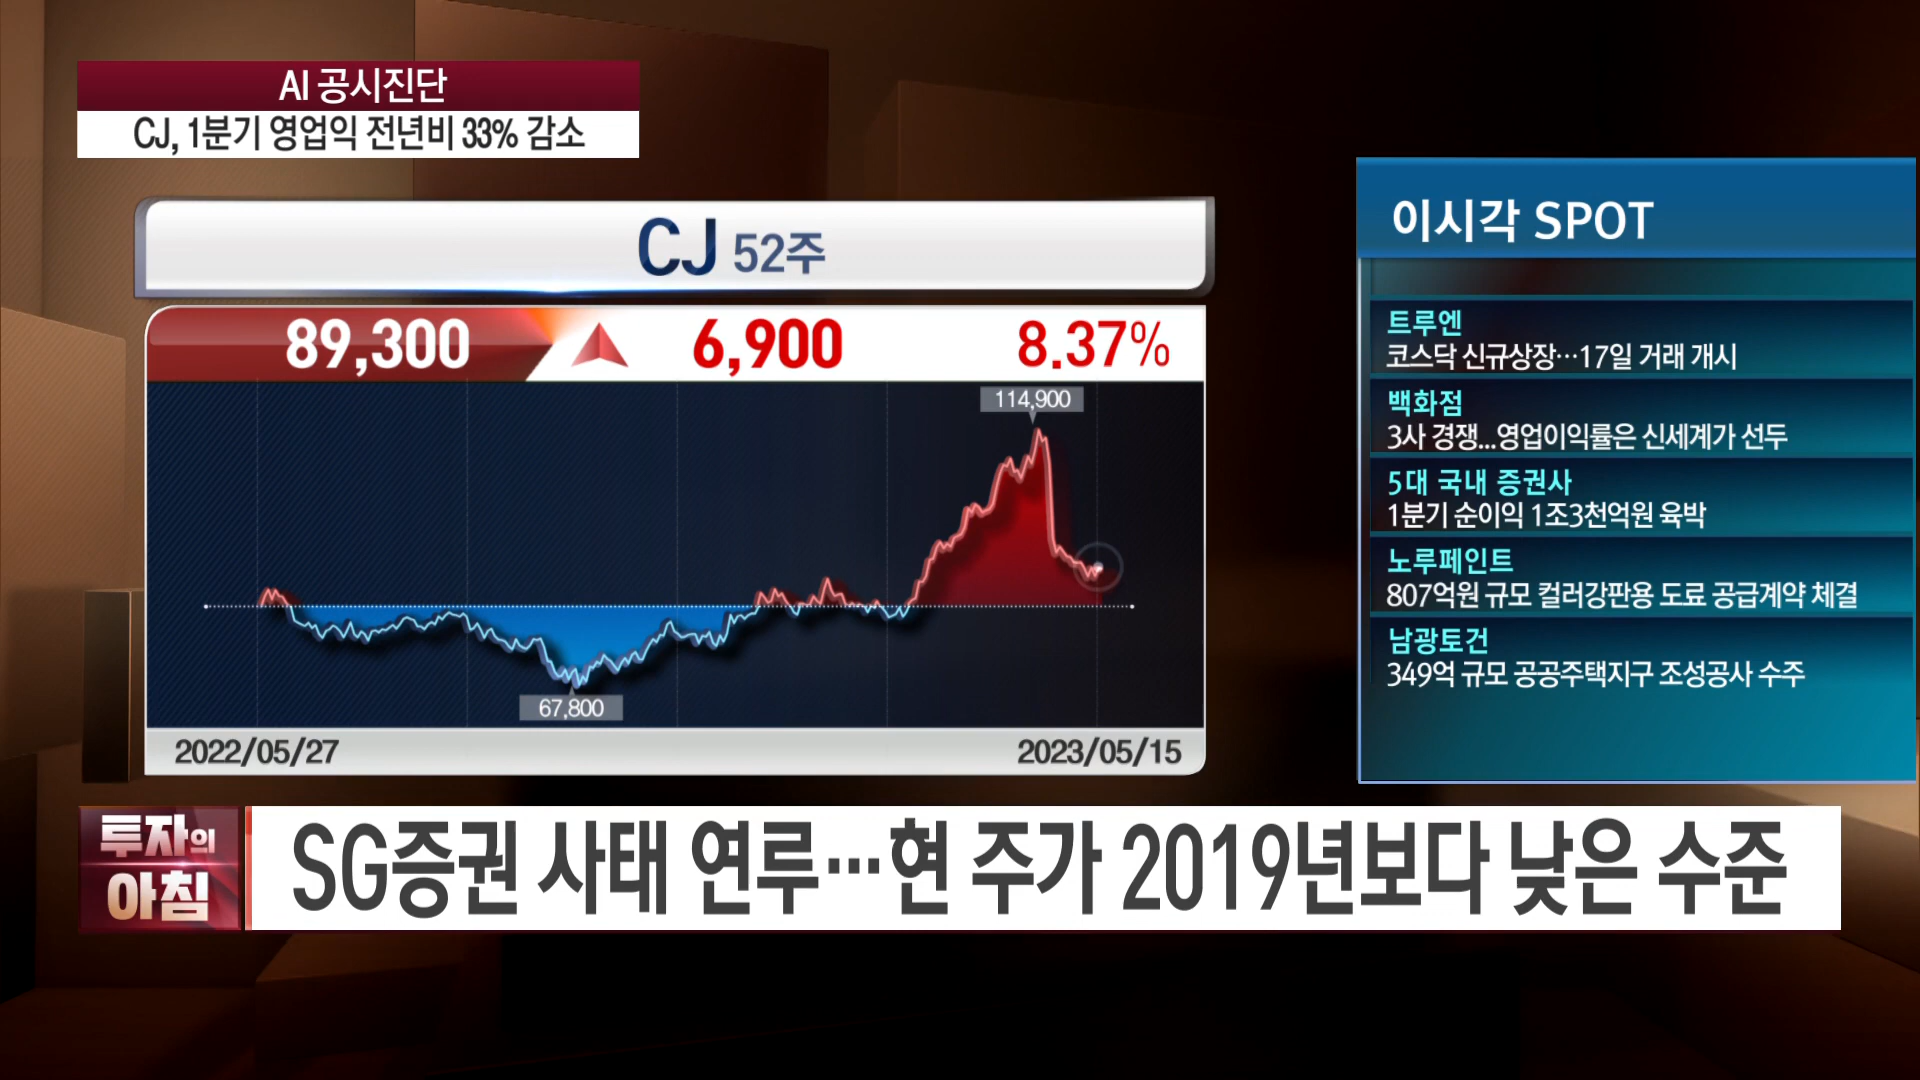 AI 공시진단
CJ, 1분기 영업익 전년비 33% 감소
CJ 52주
89,300 6,900 8.37%
114,900
67,800
2022/05/27 2023/05/15
이시각 SPOT
트루엔
코스닥 신규상장…17일 거래 개시
백화점
3사 경쟁...영업이익률은 신세계가 선두
5대 국내 증권사
1분기 순이익 1조3천억원 육박
노루페인트
807억원 규모 컬러강판용 도료 공급계약 체결
남광토건
349억 규모 공공주택지구 조성공사 수주
투자의
아침
SG증권 사태 연루…현 주가 2019년보다 낮은 수준